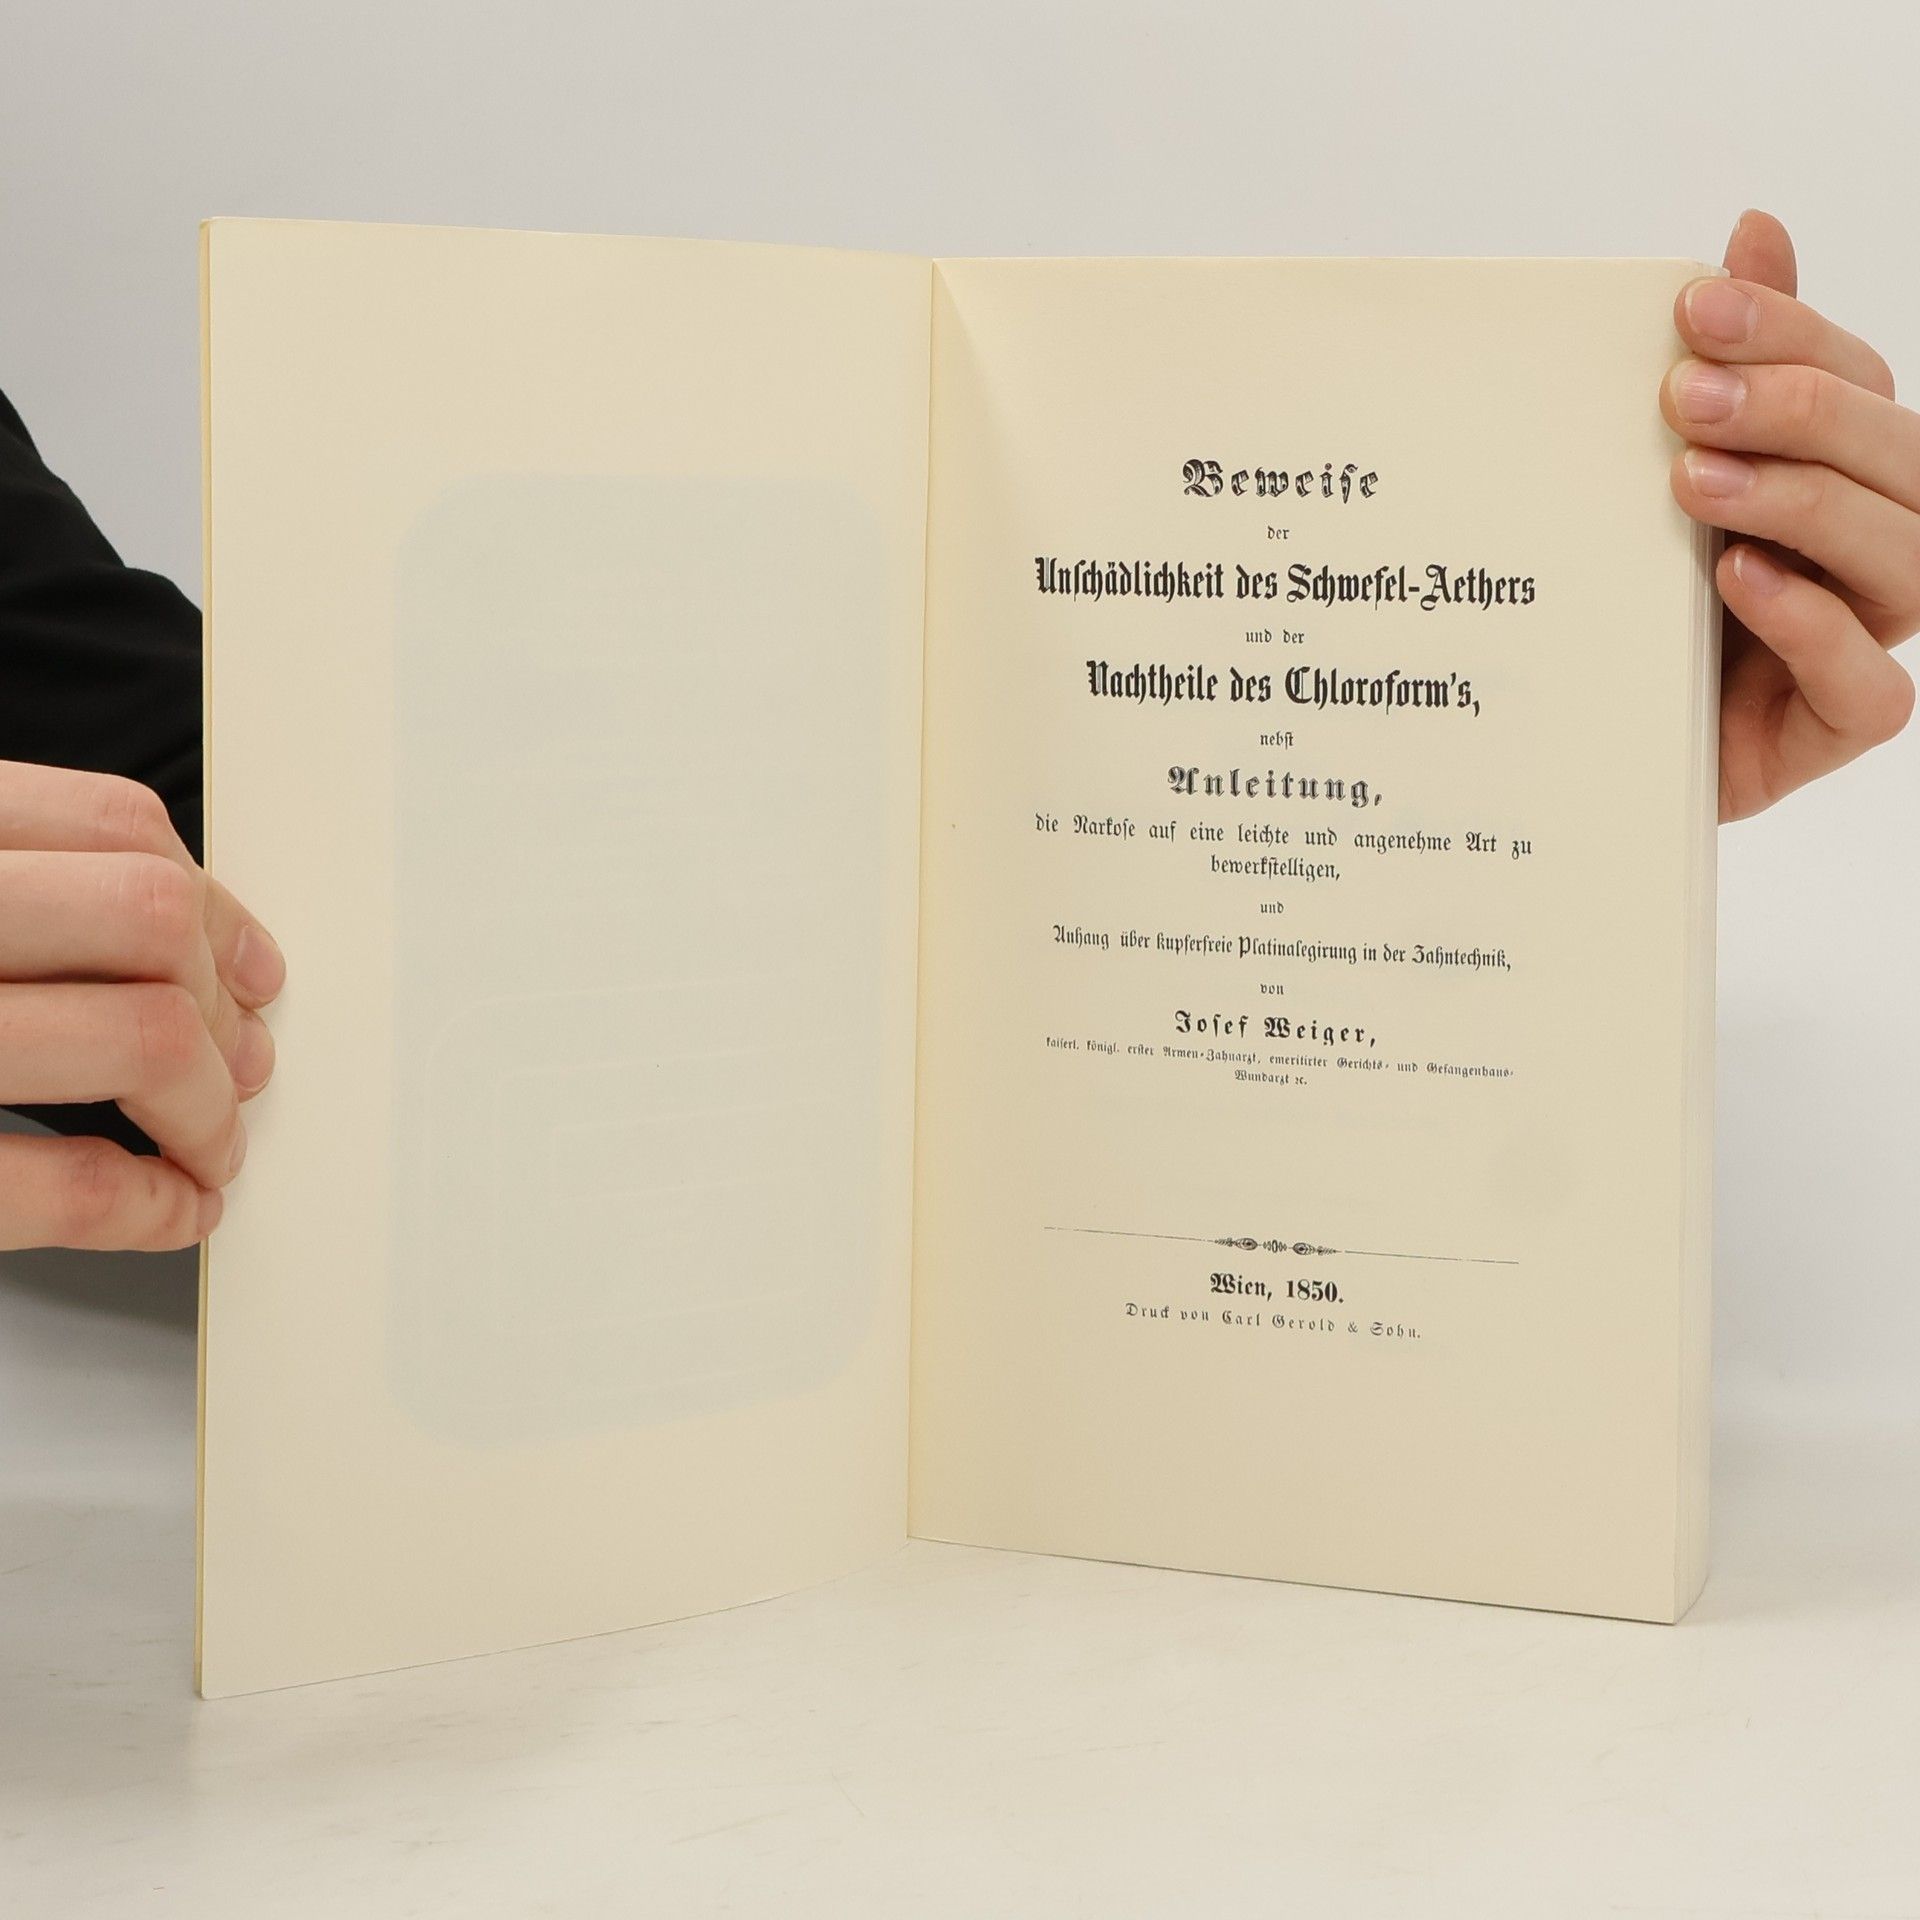 Beweise
der
Unschädlichkeit des Schwefel-Aethers
und der
Nachtheile des Chloroform's,
nebst
Anleitung,
die Narkose auf eine leichte und angenehme Art zu
bewerkstelligen,
und
Anhang über kupferfreie Platinalegirung in der Zahntechnik,
von
Josef Weiger,
kaiserl. königl. erster Armen-Zahnarzt, emeritirter Gerichts- und Gefangenhaus-
Wundarzt ꝛc.
Wien, 1850.
Druck von Carl Gerold & Sohn.